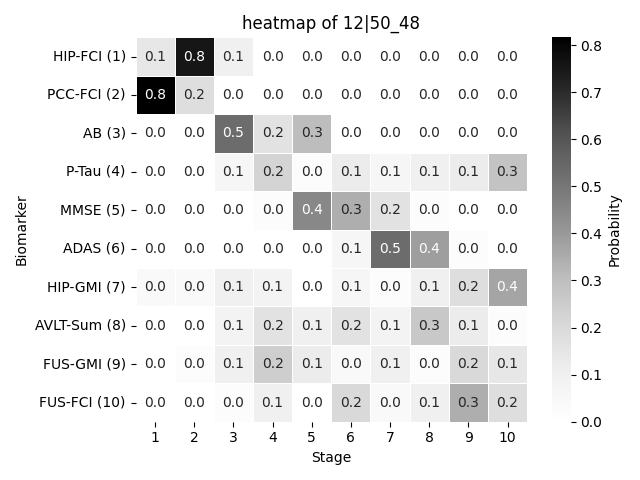 heatmap of 12|50_48
HIP-FCI (1) 0.1 0.8 0.1 0.0 0.0 0.0 0.0 0.0 0.0 0.0
PCC-FCI (2) 0.8 0.2 0.0 0.0 0.0 0.0 0.0 0.0 0.0 0.0
AB (3) 0.0 0.0 0.5 0.2 0.3 0.0 0.0 0.0 0.0 0.0
P-Tau (4) 0.0 0.0 0.1 0.2 0.0 0.1 0.1 0.1 0.1 0.3
MMSE (5) 0.0 0.0 0.0 0.0 0.4 0.3 0.2 0.0 0.0 0.0
ADAS (6) 0.0 0.0 0.0 0.0 0.0 0.1 0.5 0.4 0.0 0.0
HIP-GMI (7) 0.0 0.0 0.1 0.1 0.0 0.1 0.0 0.1 0.2 0.4
AVLT-Sum (8) 0.0 0.0 0.1 0.2 0.1 0.2 0.1 0.3 0.1 0.0
FUS-GMI (9) 0.0 0.0 0.1 0.2 0.1 0.0 0.1 0.0 0.2 0.1
FUS-FCI (10) 0.0 0.0 0.0 0.1 0.0 0.2 0.0 0.1 0.3 0.2
1 2 3 4 5 6 7 8 9 10
Stage
Biomarker
0.8
0.7
0.6
0.5
0.4
0.3
0.2
0.1
0.0
Probability